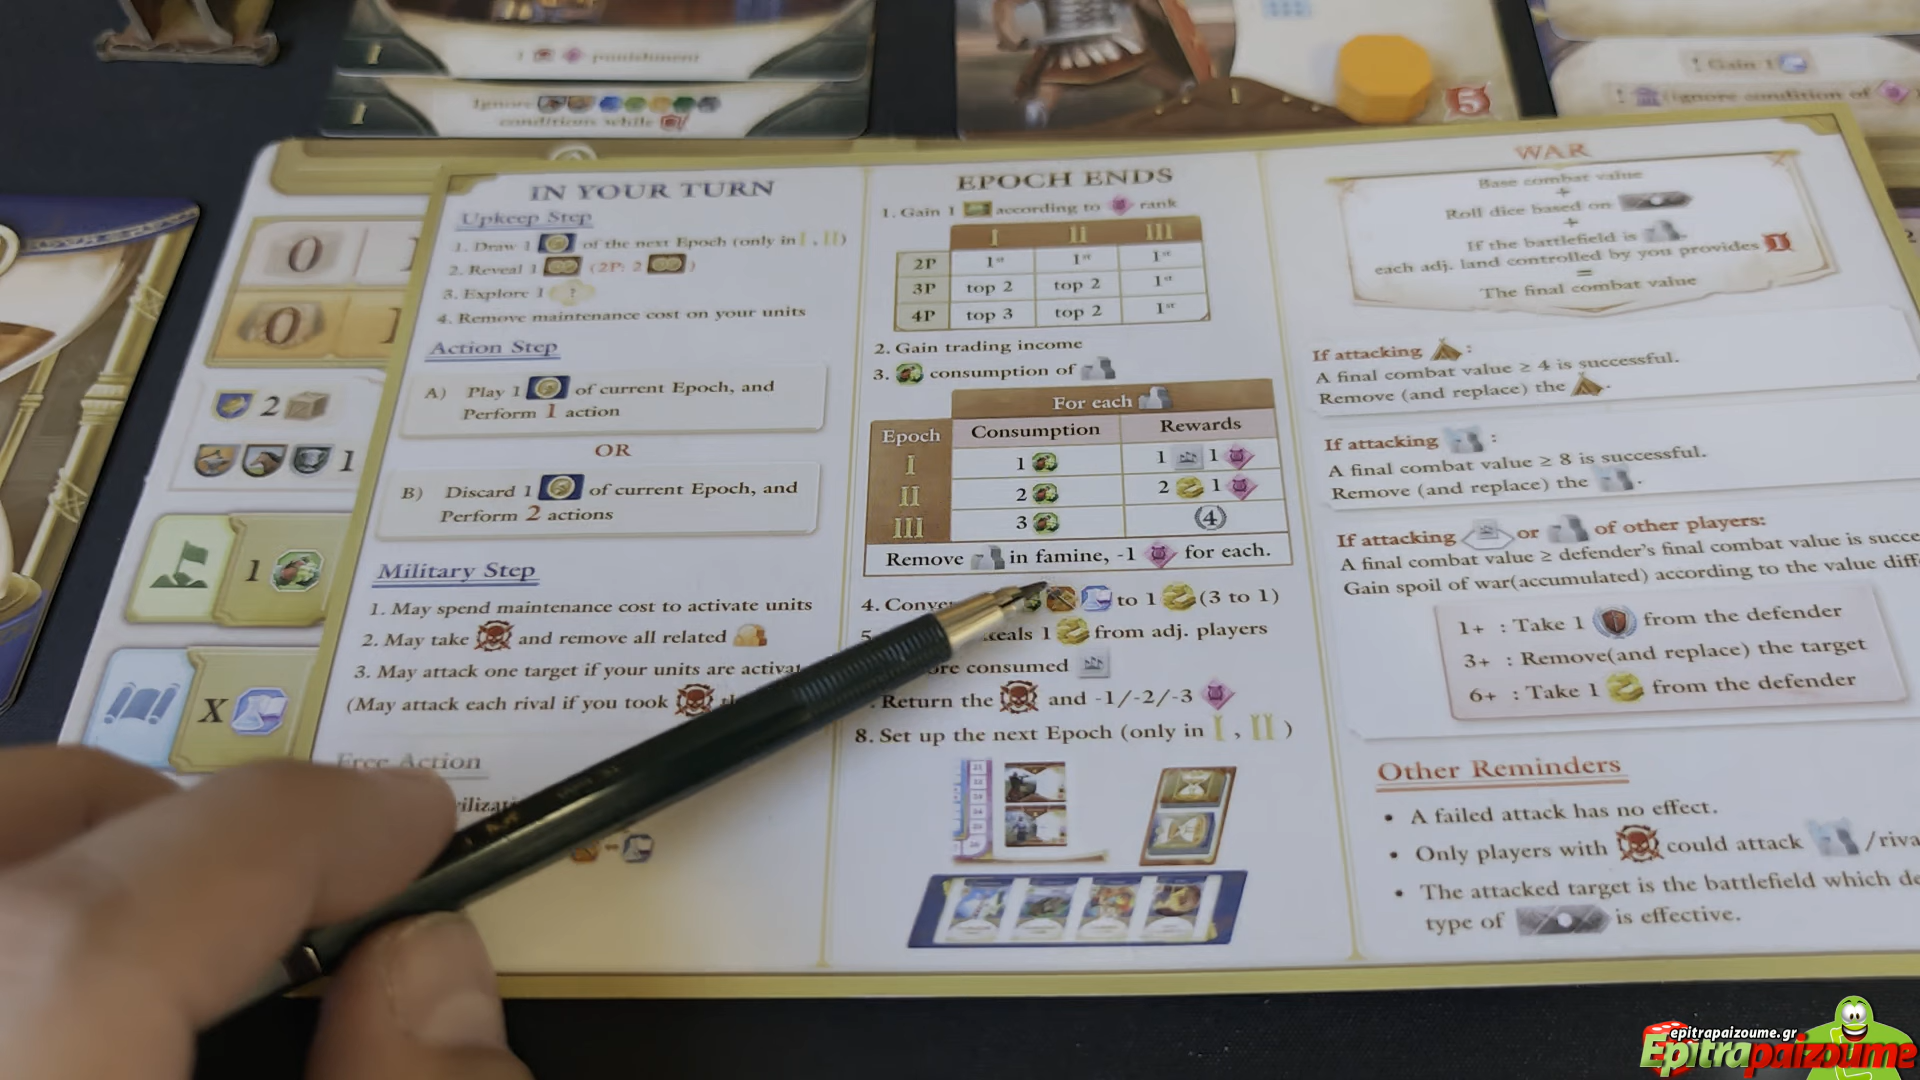 1 punishment
Ignore
conditions while
1
1
1
5
! Gain 1
! (ignore condition of
0
0
2
1
1
X
IN YOUR TURN
Upkeep Step
1. Draw 1 of the next Epoch (only in I , II)
2. Reveal 1 (2P: 2 )
3. Explore 1 ?
4. Remove maintenance cost on your units
Action Step
A) Play 1 of current Epoch, and
Perform 1 action
OR
B) Discard 1 of current Epoch, and
Perform 2 actions
Military Step
1. May spend maintenance cost to activate units
2. May take and remove all related
3. May attack one target if your units are activat
(May attack each rival if you took
Free Action
EPOCH ENDS
1. Gain 1 according to rank
I II III
2P 1st 1st 1st
3P top 2 top 2 1st
4P top 3 top 2 1st
2. Gain trading income
3. consumption of
For each
Epoch Consumption Rewards
I 1 1 1
II 2 2 1
III 3 4
Remove in famine, -1 for each.
4. Conve to 1 (3 to 1)
5 eals 1 from adj. players
re consumed
. Return the and -1/-2/-3
8. Set up the next Epoch (only in I , II )
WAR
Base combat value
+
Roll dice based on
+
If the battlefield is
each adj. land controlled by you provides 1
=
The final combat value
If attacking :
A final combat value ≥ 4 is successful.
Remove (and replace) the .
If attacking :
A final combat value ≥ 8 is successful.
Remove (and replace) the .
If attacking or of other players:
A final combat value ≥ defender's final combat value is succe
Gain spoil of war(accumulated) according to the value diff
1+ : Take 1 from the defender
3+ : Remove(and replace) the target
6+ : Take 1 from the defender
Other Reminders
• A failed attack has no effect.
• Only players with could attack /riva
• The attacked target is the battlefield which de
type of is effective.
epitrapaizoume.gr
Epitrapaizoume